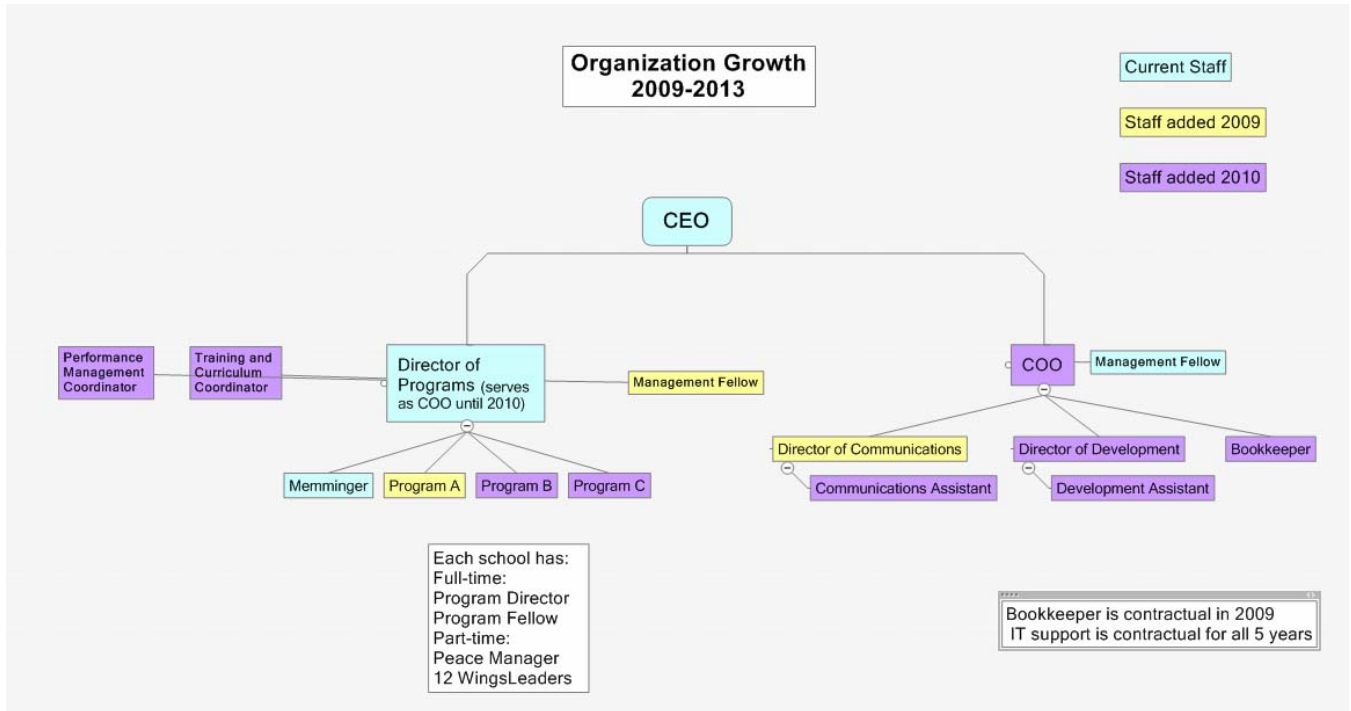 Organization Growth
2009-2013
Current Staff
Staff added 2009
Staff added 2010
CEO
Performance
Management
Coordinator
Training and
Curriculum
Coordinator
Director of
Programs (serves
as COO until 2010)
Management Fellow
COO
Management Fellow
Memminger
Program A
Program B
Program C
Director of Communications
Communications Assistant
Director of Development
Development Assistant
Bookkeeper
Each school has:
Full-time:
Program Director
Program Fellow
Part-time:
Peace Manager
12 WingsLeaders
Bookkeeper is contractual in 2009
IT support is contractual for all 5 years